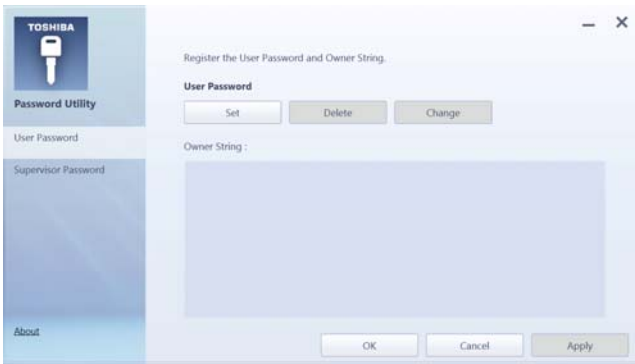 TOSHIBA
Password Utility
User Password
Supervisor Password
About
Register the User Password and Owner String.
User Password
Set Delete Change
Owner String :
OK Cancel Apply